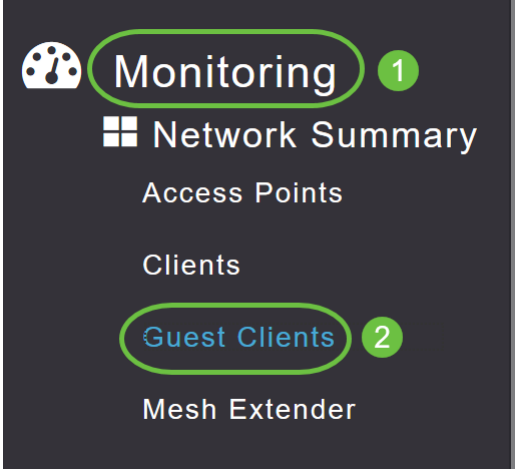 Monitoring 1
Network Summary
Access Points
Clients
Guest Clients 2
Mesh Extender